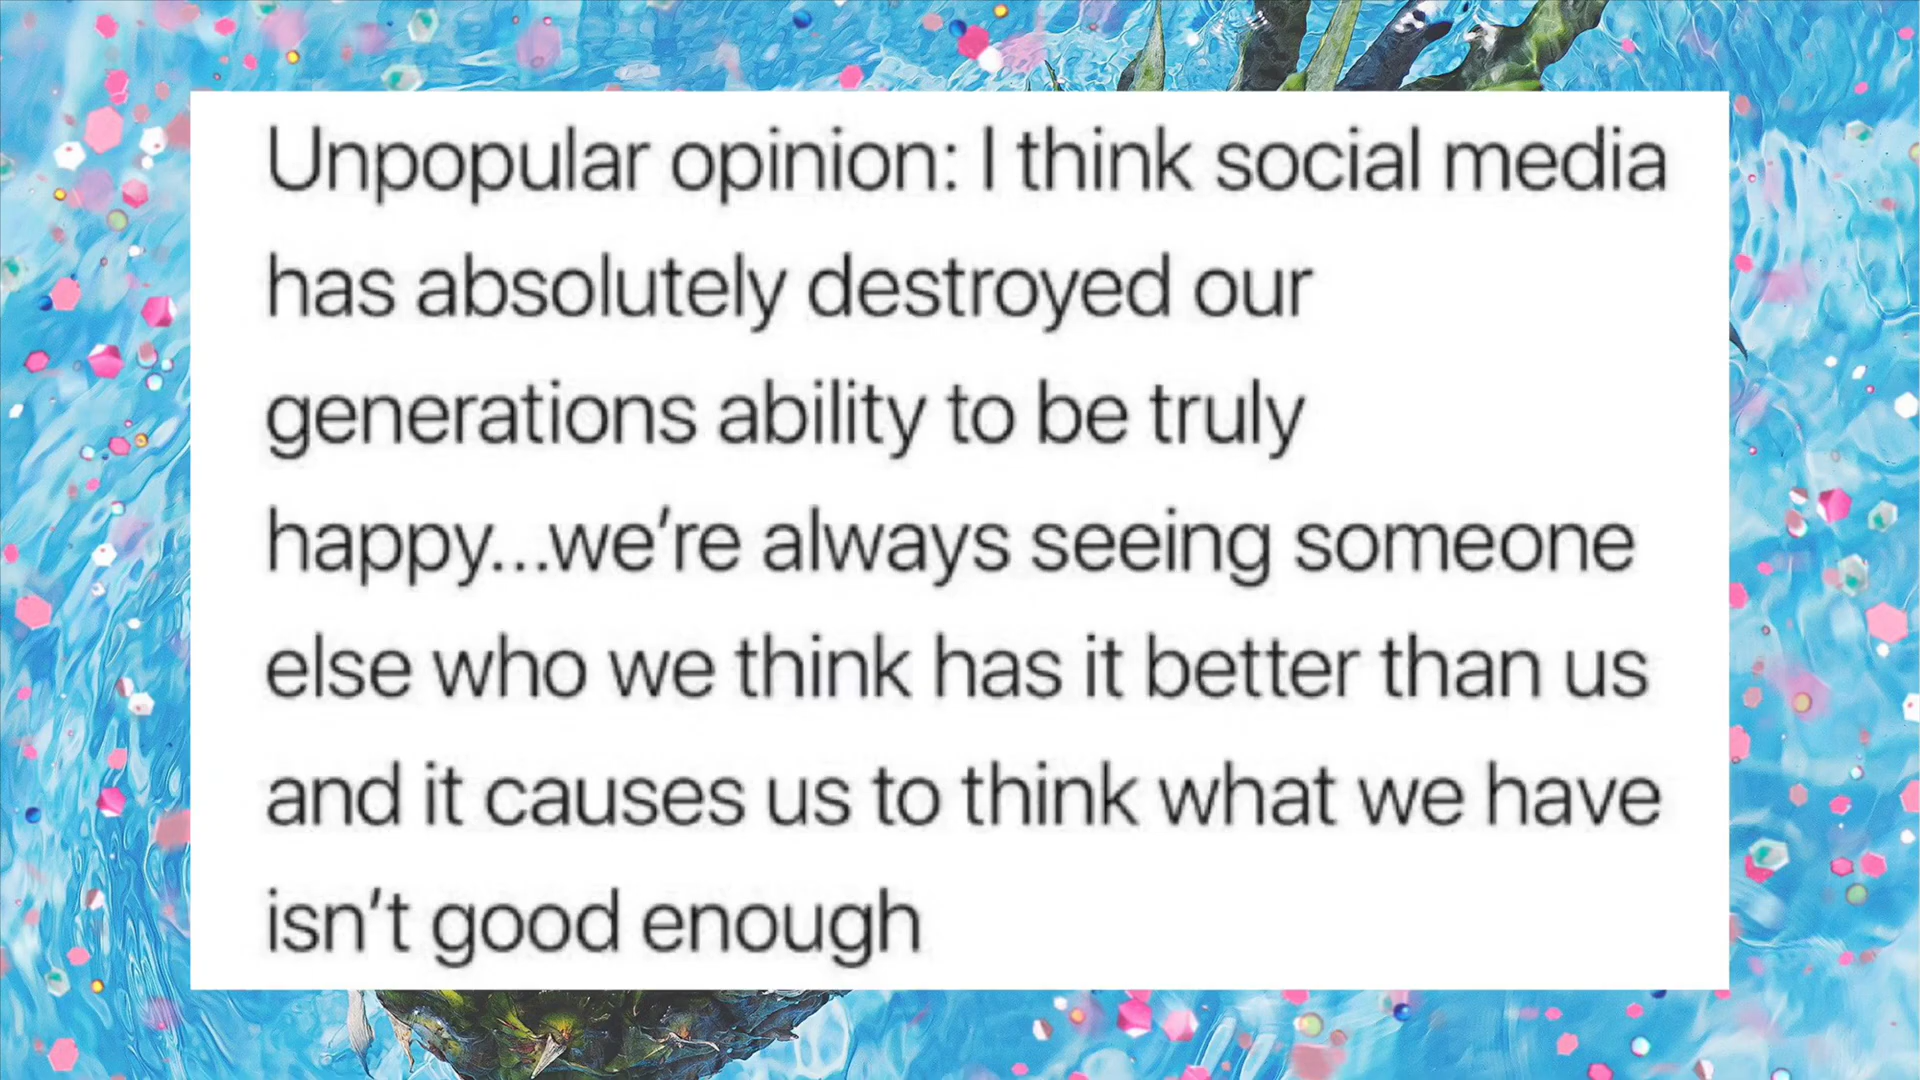 Unpopular opinion: I think social media
has absolutely destroyed our
generations ability to be truly
happy...we’re always seeing someone
else who we think has it better than us
and it causes us to think what we have
isn’t good enough